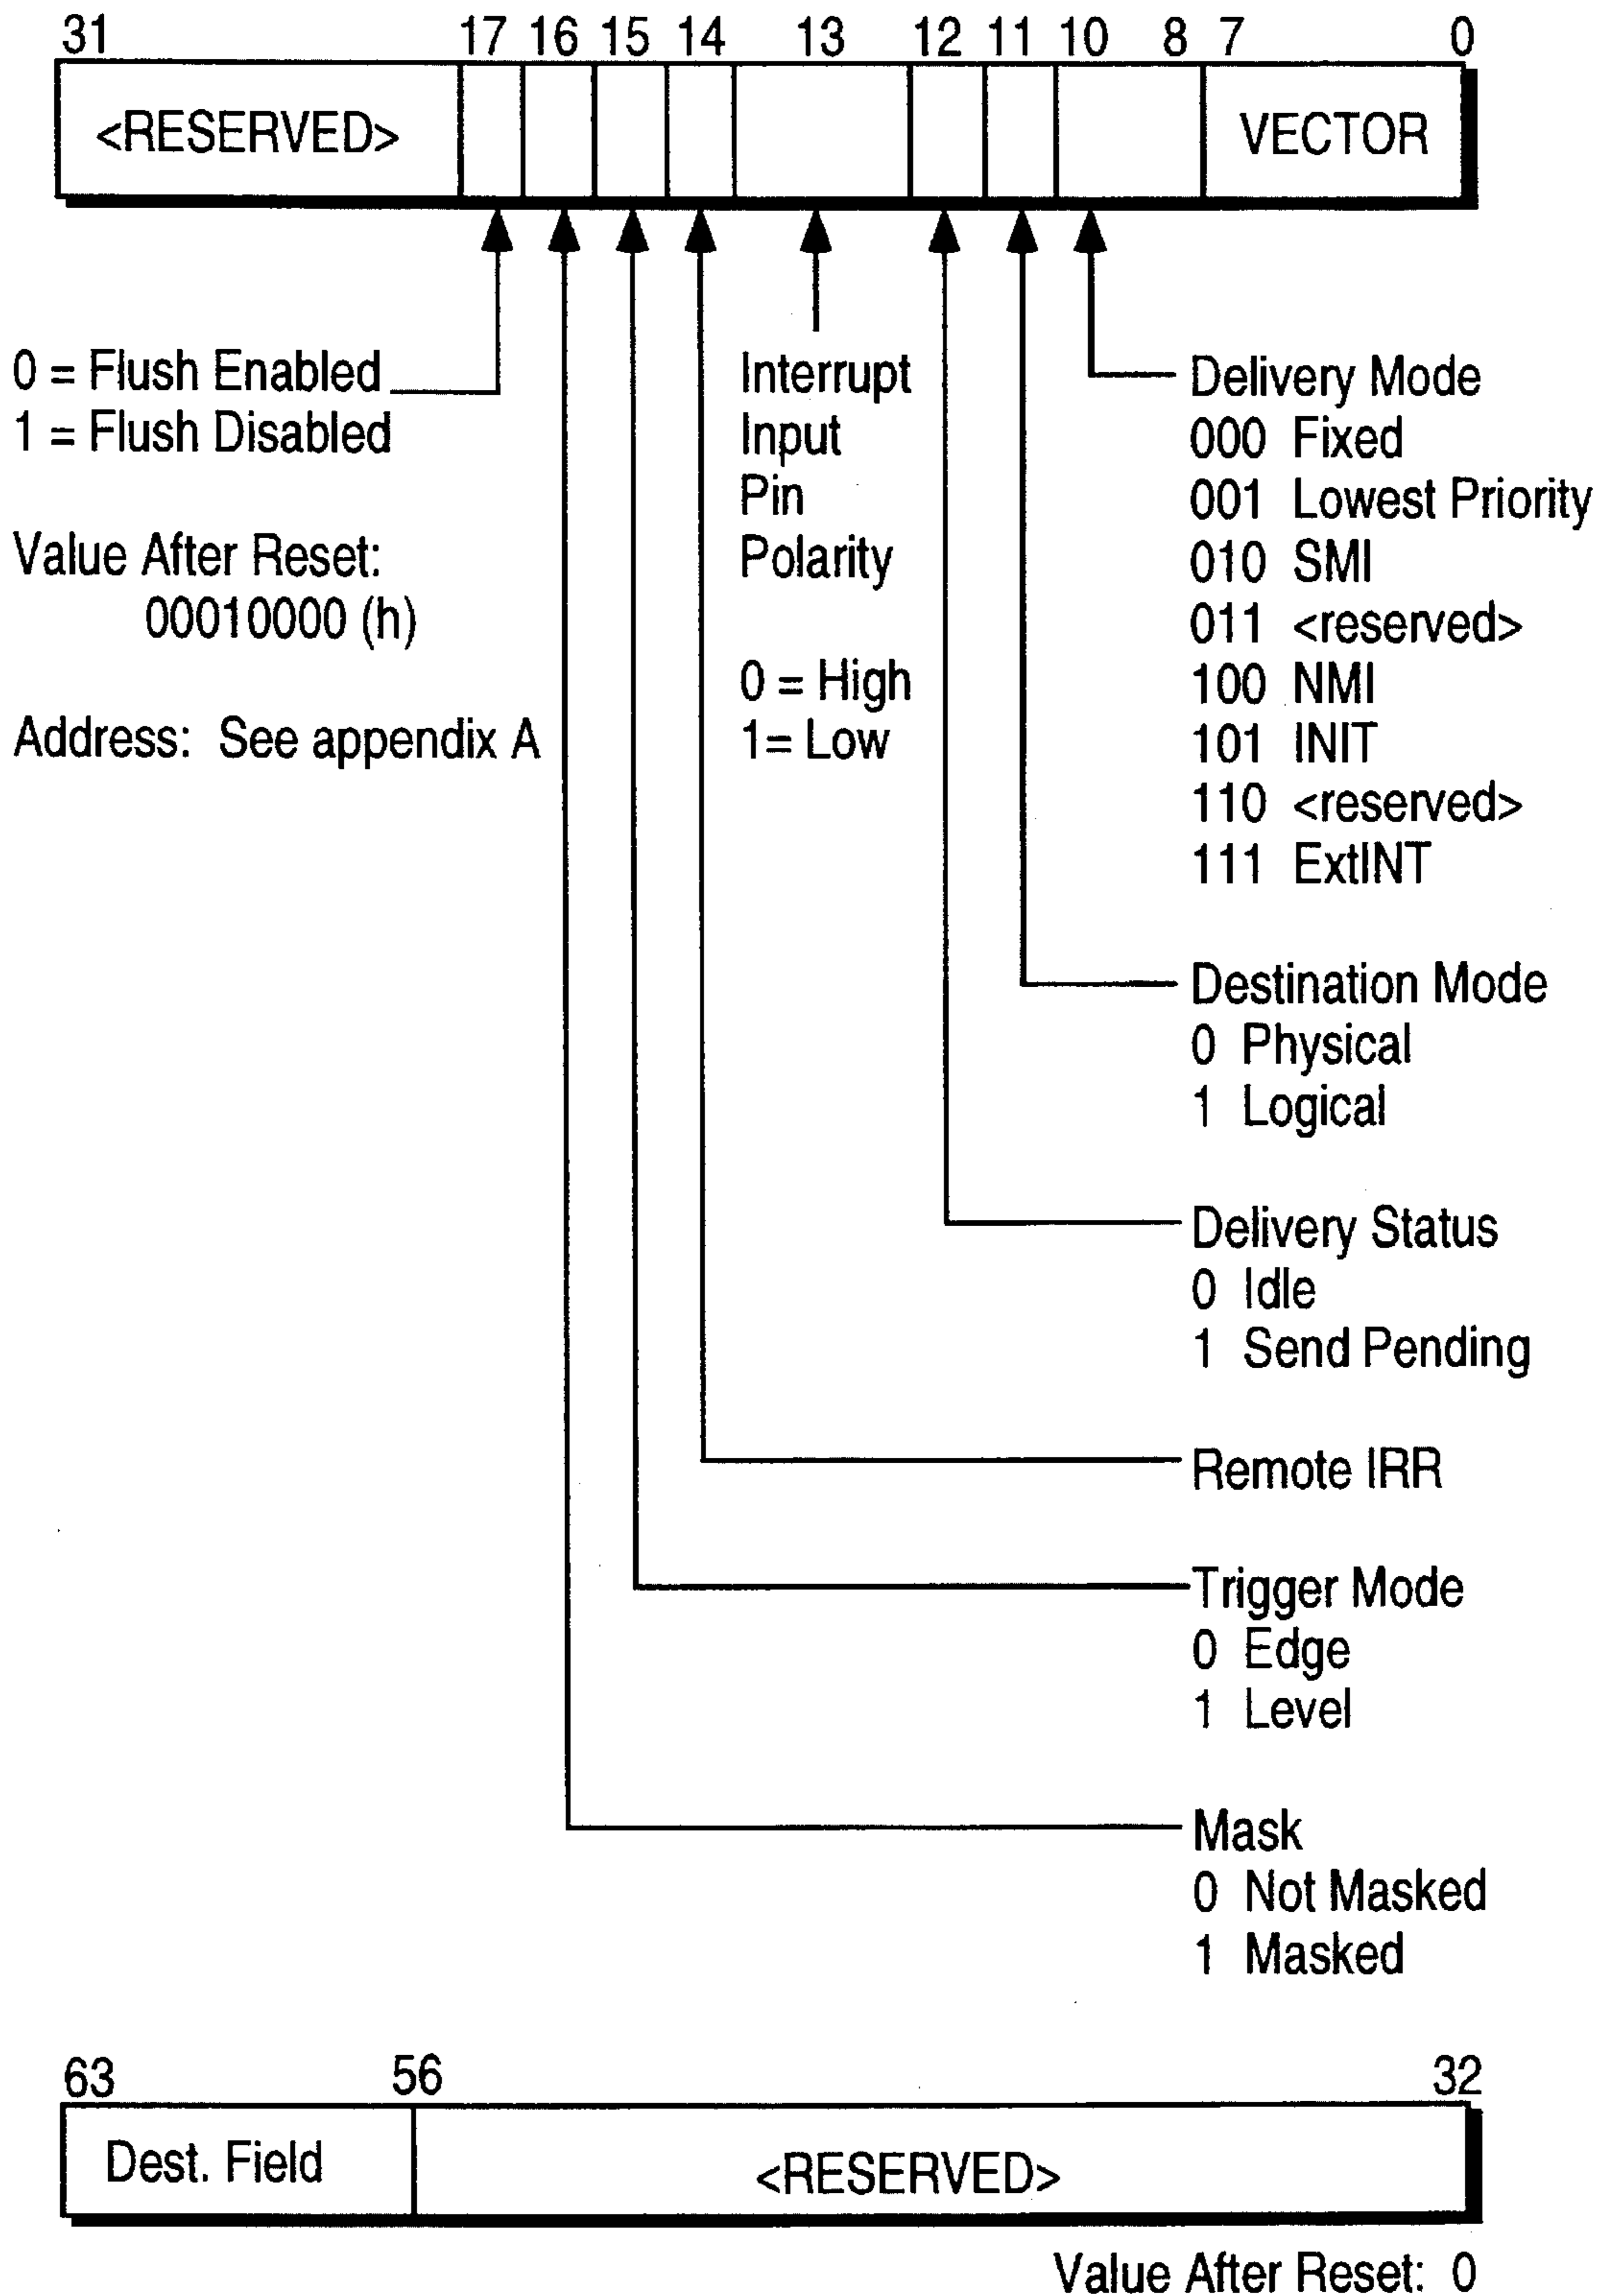 31 17 16 15 14 13 12 11 10 8 7 0
<RESERVED> VECTOR
0 = Flush Enabled
1 = Flush Disabled
Value After Reset:
00010000 (h)
Address: See appendix A
Interrupt
Input
Pin
Polarity
0 = High
1= Low
Delivery Mode
000 Fixed
001 Lowest Priority
010 SMI
011 <reserved>
100 NMI
101 INIT
110 <reserved>
111 ExtINT
Destination Mode
0 Physical
1 Logical
Delivery Status
0 Idle
1 Send Pending
Remote IRR
Trigger Mode
0 Edge
1 Level
Mask
0 Not Masked
1 Masked
63 56 32
Dest. Field <RESERVED>
Value After Reset: 0